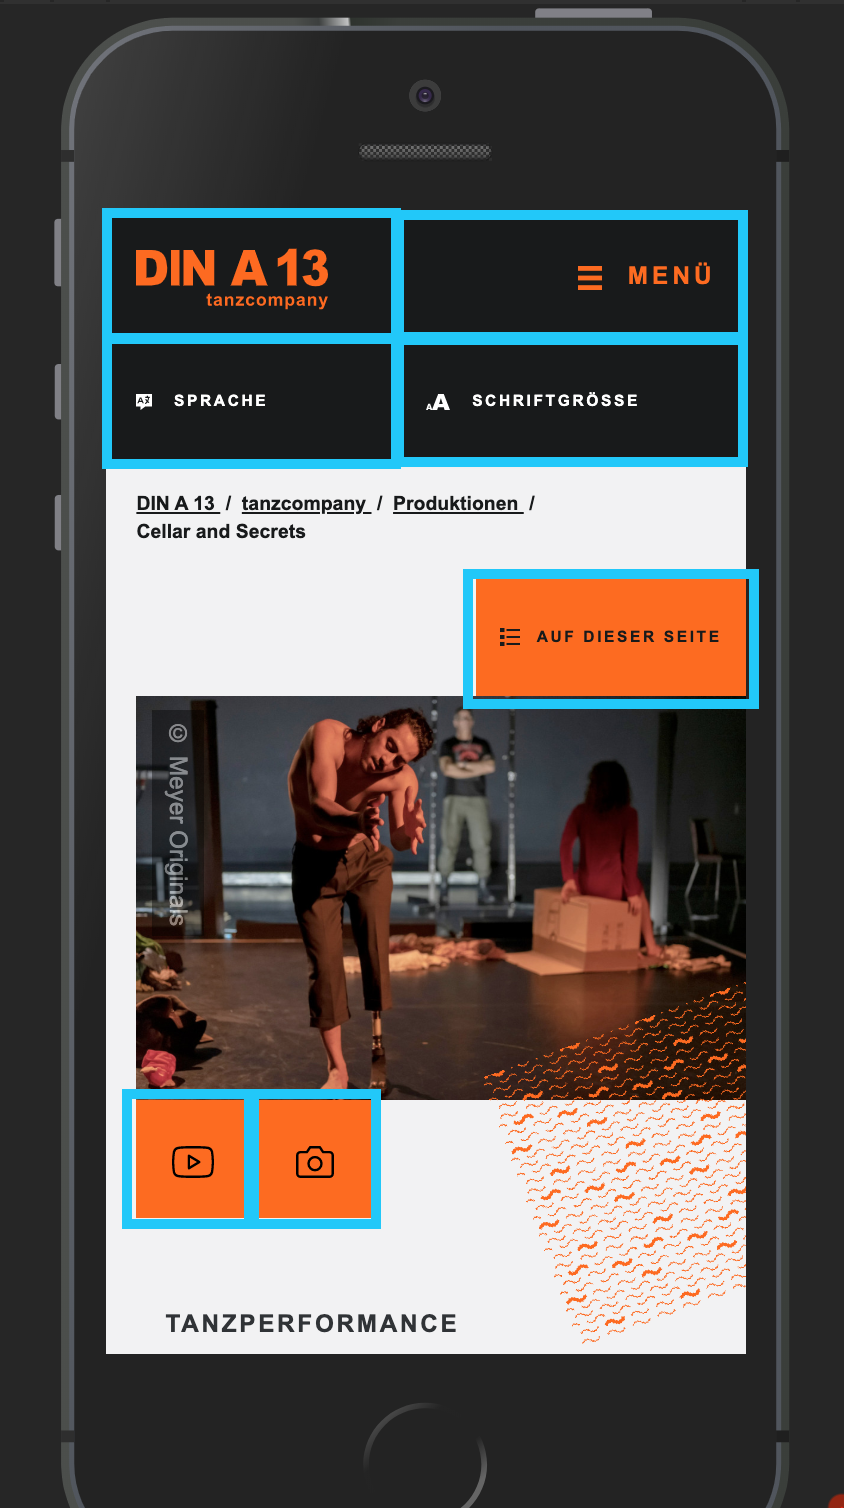 DIN A 13
tanzcompany
MENÜ
SPRACHE
SCHRIFTGRÖSSE
DIN A 13 / tanzcompany / Produktionen /
Cellar and Secrets
AUF DIESER SEITE
© Meyer Originals
TANZPERFORMANCE